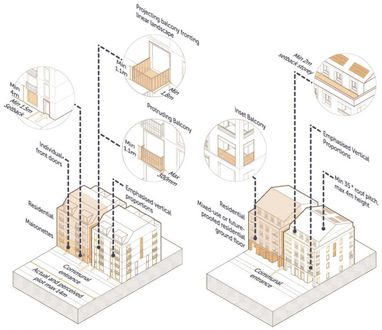 Projecting balcony fronting
linear landscape
Min
1.1m
Min
1.8m
Min
4m
Min 1.5m
Setback
Protruding Balcony
Min
1.1m
Max
Individual
front doors
Emphasised vertical
proportions
Residential
Maisonettes
Communal
entrance
Actual and perceived
plot max 14m
Min 2m
setback storey
Inset Balcony
Emphasised Vertical
Proportions
Min 35° roof pitch,
max 4m height
Residential
Mixed-use or future-
proofed residential
ground floor
Communal
entrance